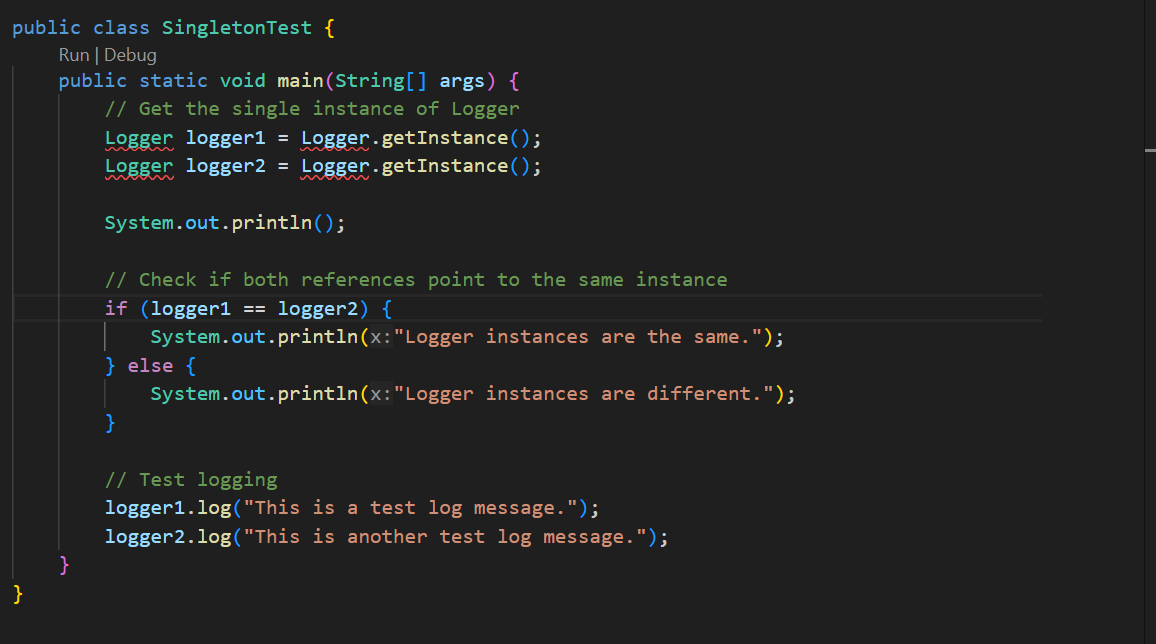 public class SingletonTest {
Run | Debug
public static void main(String[] args) {
// Get the single instance of Logger
Logger logger1 = Logger.getInstance();
Logger logger2 = Logger.getInstance();
System.out.println();
// Check if both references point to the same instance
if (logger1 == logger2) {
System.out.println(x:"Logger instances are the same.");
} else {
System.out.println(x:"Logger instances are different.");
}
// Test logging
logger1.log("This is a test log message.");
logger2.log("This is another test log message.");
}
}